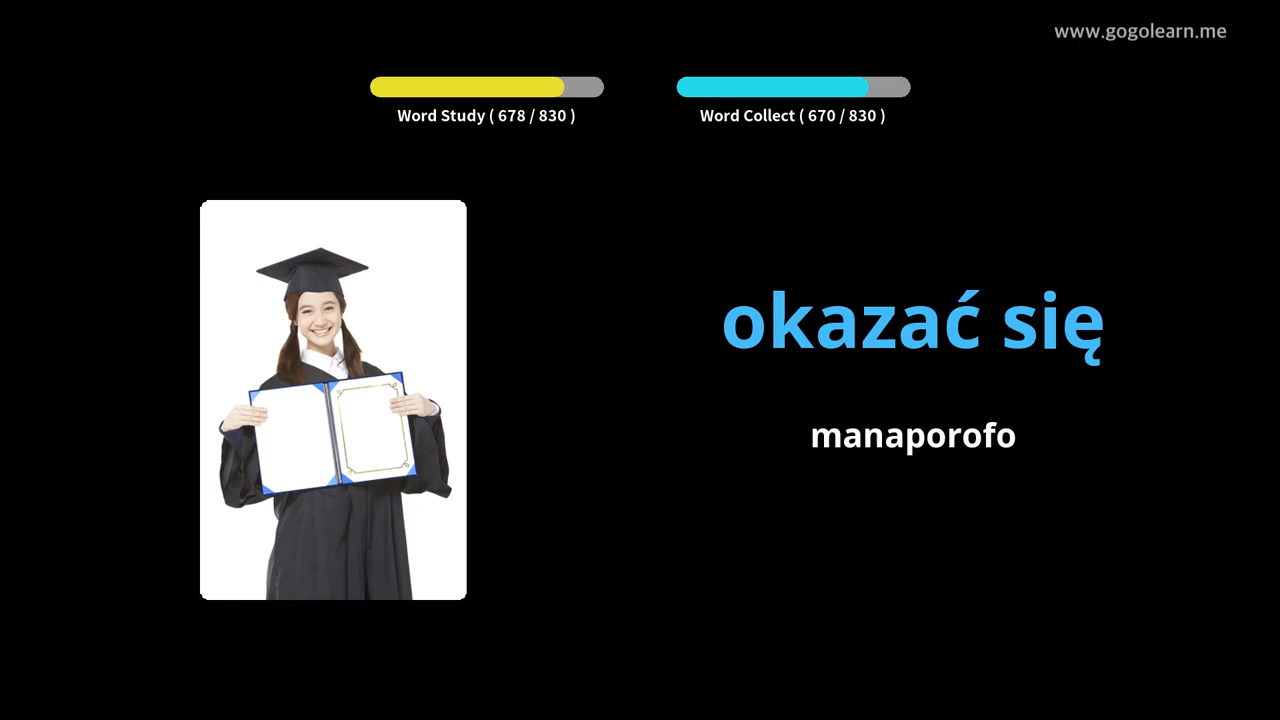 www.gogolearn.me
Word Study ( 678 / 830 )
Word Collect ( 670 / 830 )
okazać się
manaporofo